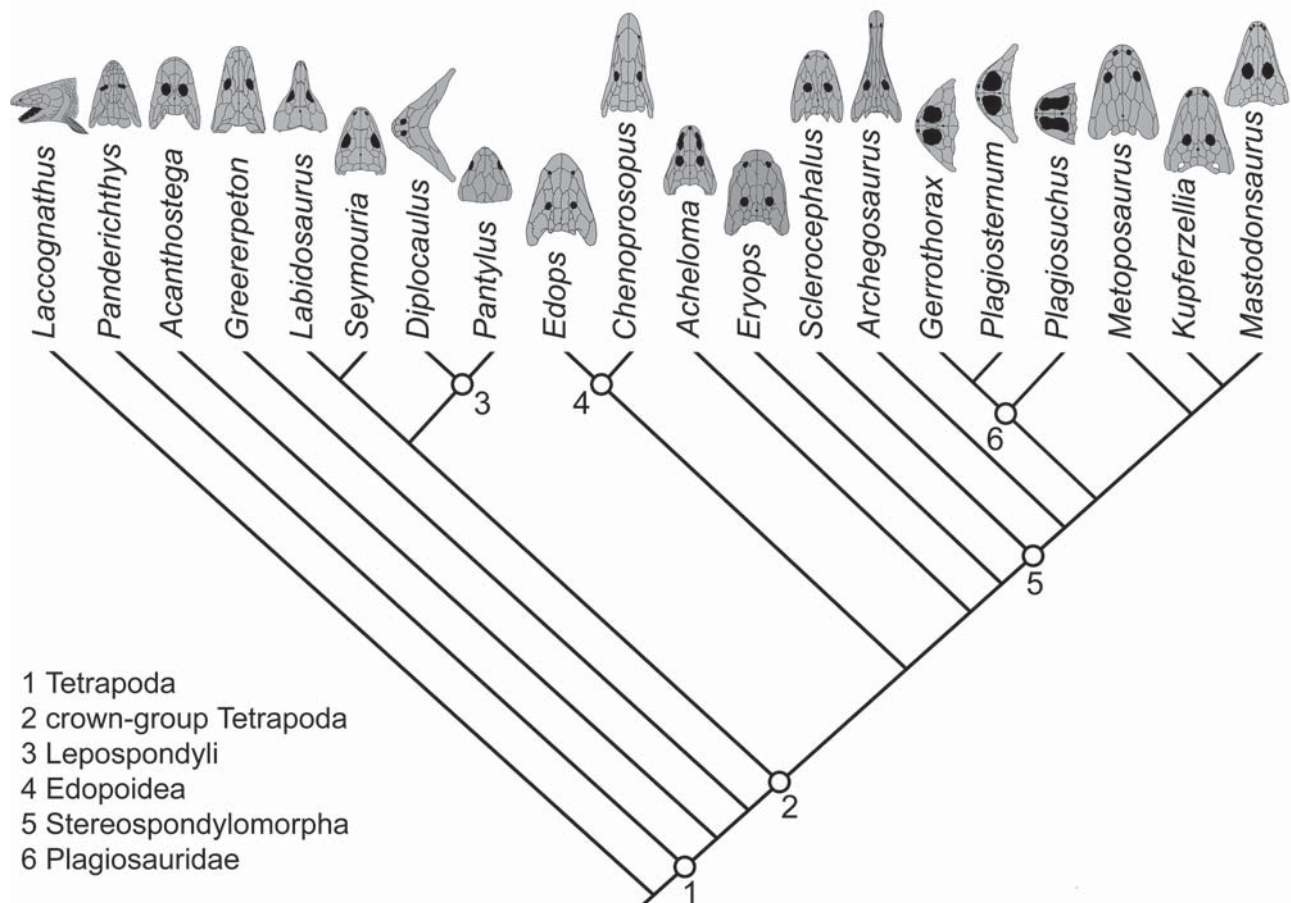 Laccognathus
Panderichthys
Acanthostega
Greererpeton
Labidosaurus
Seymouria
Diplocaulus
Pantylus
Edops
Chenoprosopus
Acheloma
Eryops
Sclerocephalus
Archegosaurus
Gerrothorax
Plagiosternum
Plagiosuchus
Metoposaurus
Kupferzellia
Mastodonsaurus
3
4
6
5
2
1
1 Tetrapoda
2 crown-group Tetrapoda
3 Lepospondyli
4 Edopoidea
5 Stereospondylomorpha
6 Plagiosauridae